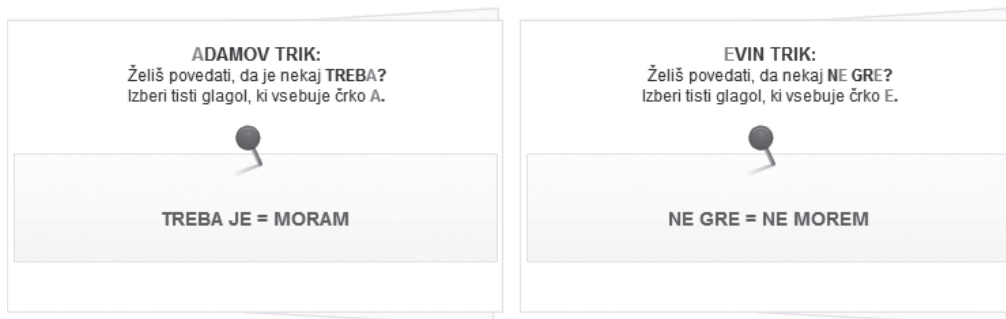 ADAMOV TRIK:
Želiš povedati, da je nekaj TREBA?
Izberi tisti glagol, ki vsebuje črko A.
TREBA JE = MORAM
EVIN TRIK:
Želiš povedati, da nekaj NE GRE?
Izberi tisti glagol, ki vsebuje črko E.
NE GRE = NE MOREM